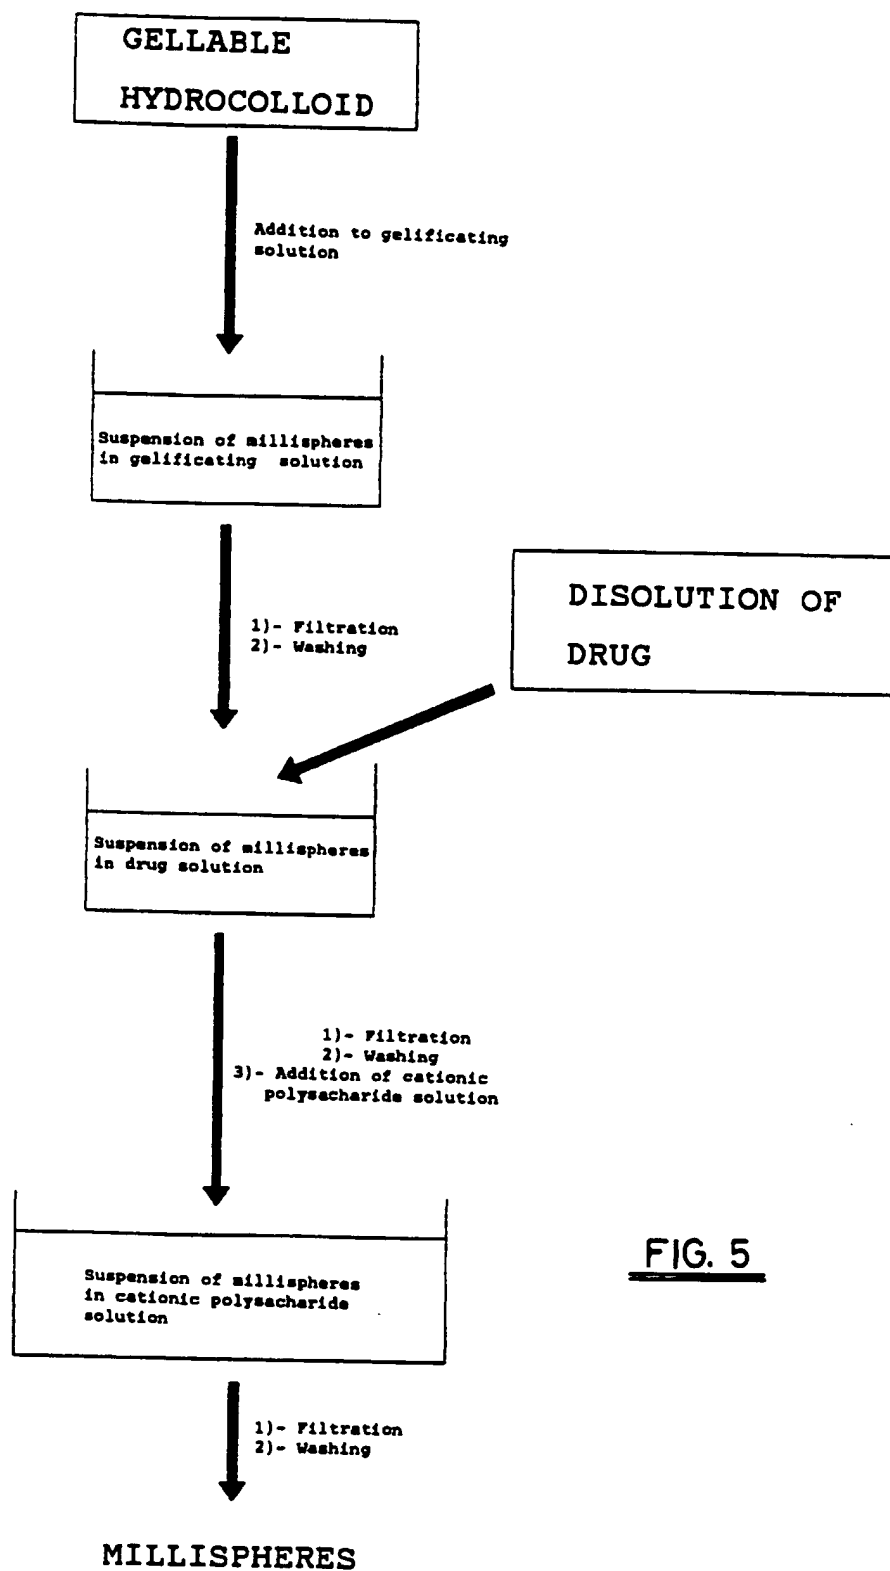 GELLABLE
HYDROCOLLOID
Addition to gelificating
solution
Suspension of millispheres
in gelificating solution
1)- Filtration
2)- Washing
DISOLUTION OF
DRUG
Suspension of millispheres
in drug solution
1)- Filtration
2)- Washing
3)- Addition of cationic
polysacharide solution
Suspension of millispheres
in cationic polysacharide
solution
FIG. 5
1)- Filtration
2)- Washing
MILLISPHERES